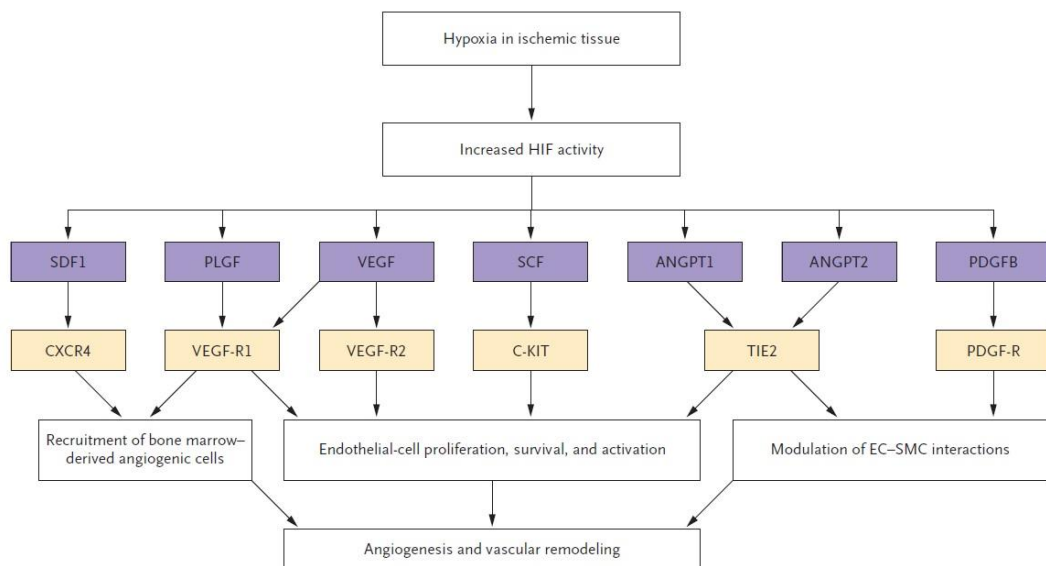 Hypoxia in ischemic tissue
Increased HIF activity
SDF1
PLGF
VEGF
SCF
ANGPT1
ANGPT2
PDGFB
CXCR4
VEGF-R1
VEGF-R2
C-KIT
TIE2
PDGF-R
Recruitment of bone marrow–
derived angiogenic cells
Endothelial-cell proliferation, survival, and activation
Modulation of EC–SMC interactions
Angiogenesis and vascular remodeling